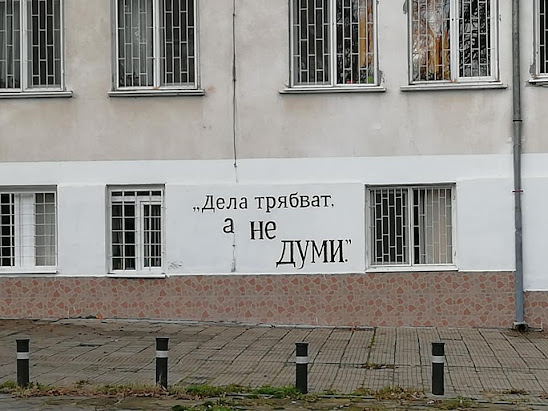 „Дела трябват,
а не
думи."